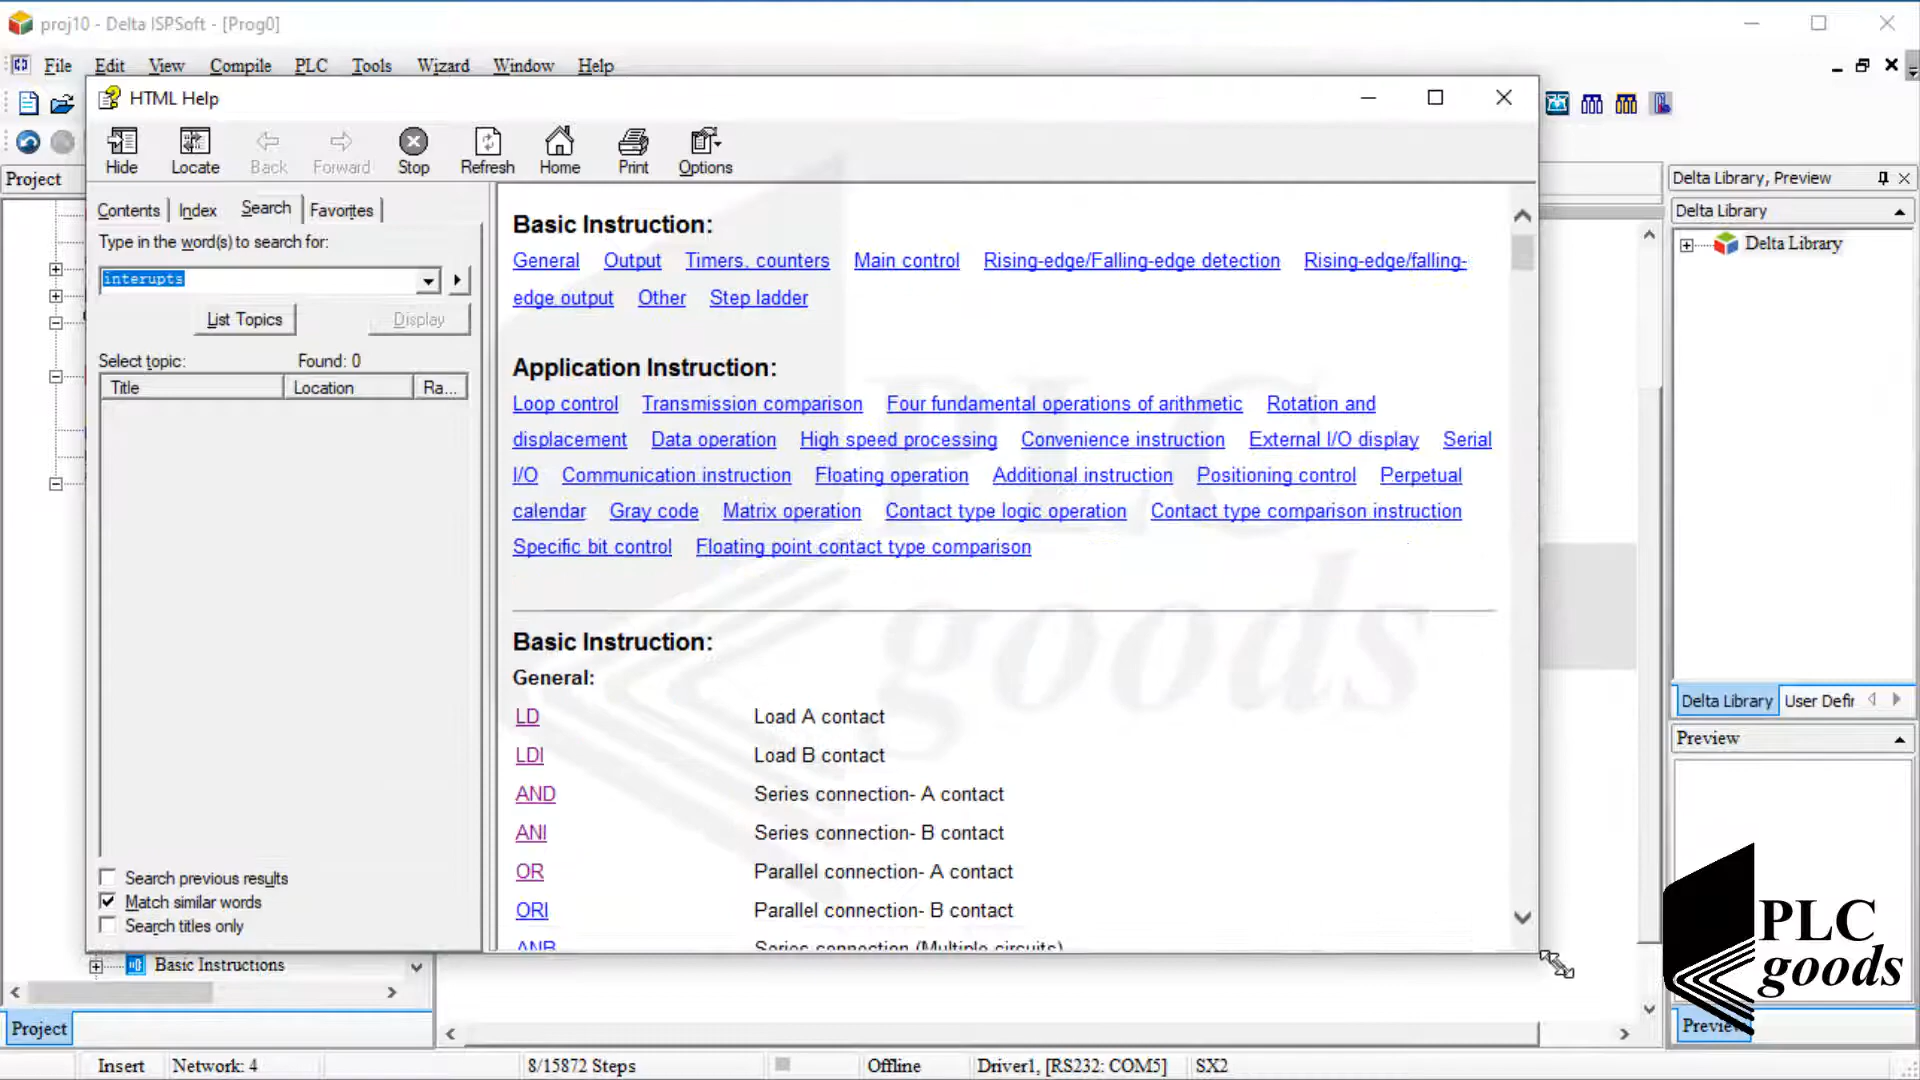 proj10 - Delta ISPSoft - [Prog0]
File Edit View Compile PLC Tools Wizard Window Help
HTML Help
Hide Locate Back Forward Stop Refresh Home Print Options
Project
Contents Index Search Favorites
Type in the word(s) to search for:
interupts
List Topics Display
Select topic: Found: 0
Title Location Ra...
Search previous results
Match similar words
Search titles only
Basic Instruction:
General Output Timers, counters Main control Rising-edge/Falling-edge detection Rising-edge/falling-
edge output Other Step ladder
Application Instruction:
Loop control Transmission comparison Four fundamental operations of arithmetic Rotation and
displacement Data operation High speed processing Convenience instruction External I/O display Serial
I/O Communication instruction Floating operation Additional instruction Positioning control Perpetual
calendar Gray code Matrix operation Contact type logic operation Contact type comparison instruction
Specific bit control Floating point contact type comparison
Basic Instruction:
General:
LD Load A contact
LDI Load B contact
AND Series connection- A contact
ANI Series connection- B contact
OR Parallel connection- A contact
ORI Parallel connection- B contact
ANB Series connection (Multiple circuits)
Delta Library, Preview
Delta Library
Delta Library
Delta Library User Defir
Preview
Preview
Basic Instructions
Project
PLC
goods
PLC
goods
Insert Network: 4 8/15872 Steps Offline Driver1, [RS232: COM5] SX2